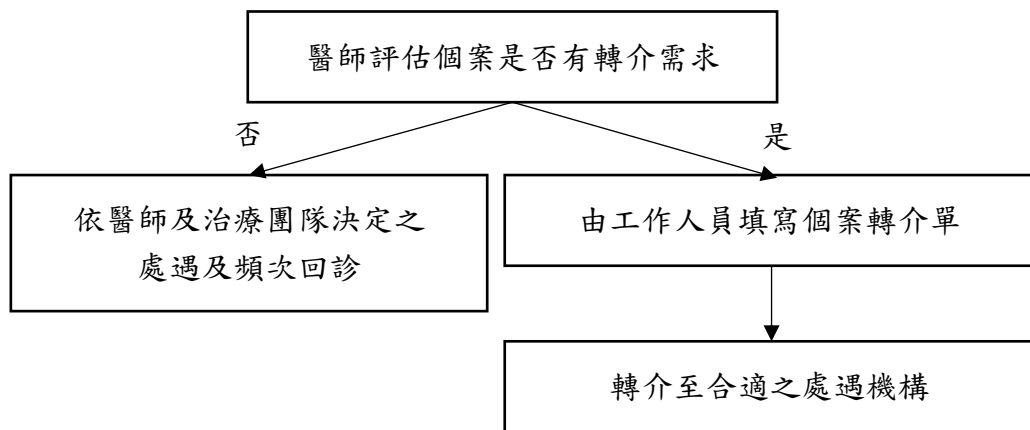 醫師評估個案是否有轉介需求
否
是
依醫師及治療團隊決定之
處遇及頻次回診
由工作人員填寫個案轉介單
轉介至合適之處遇機構